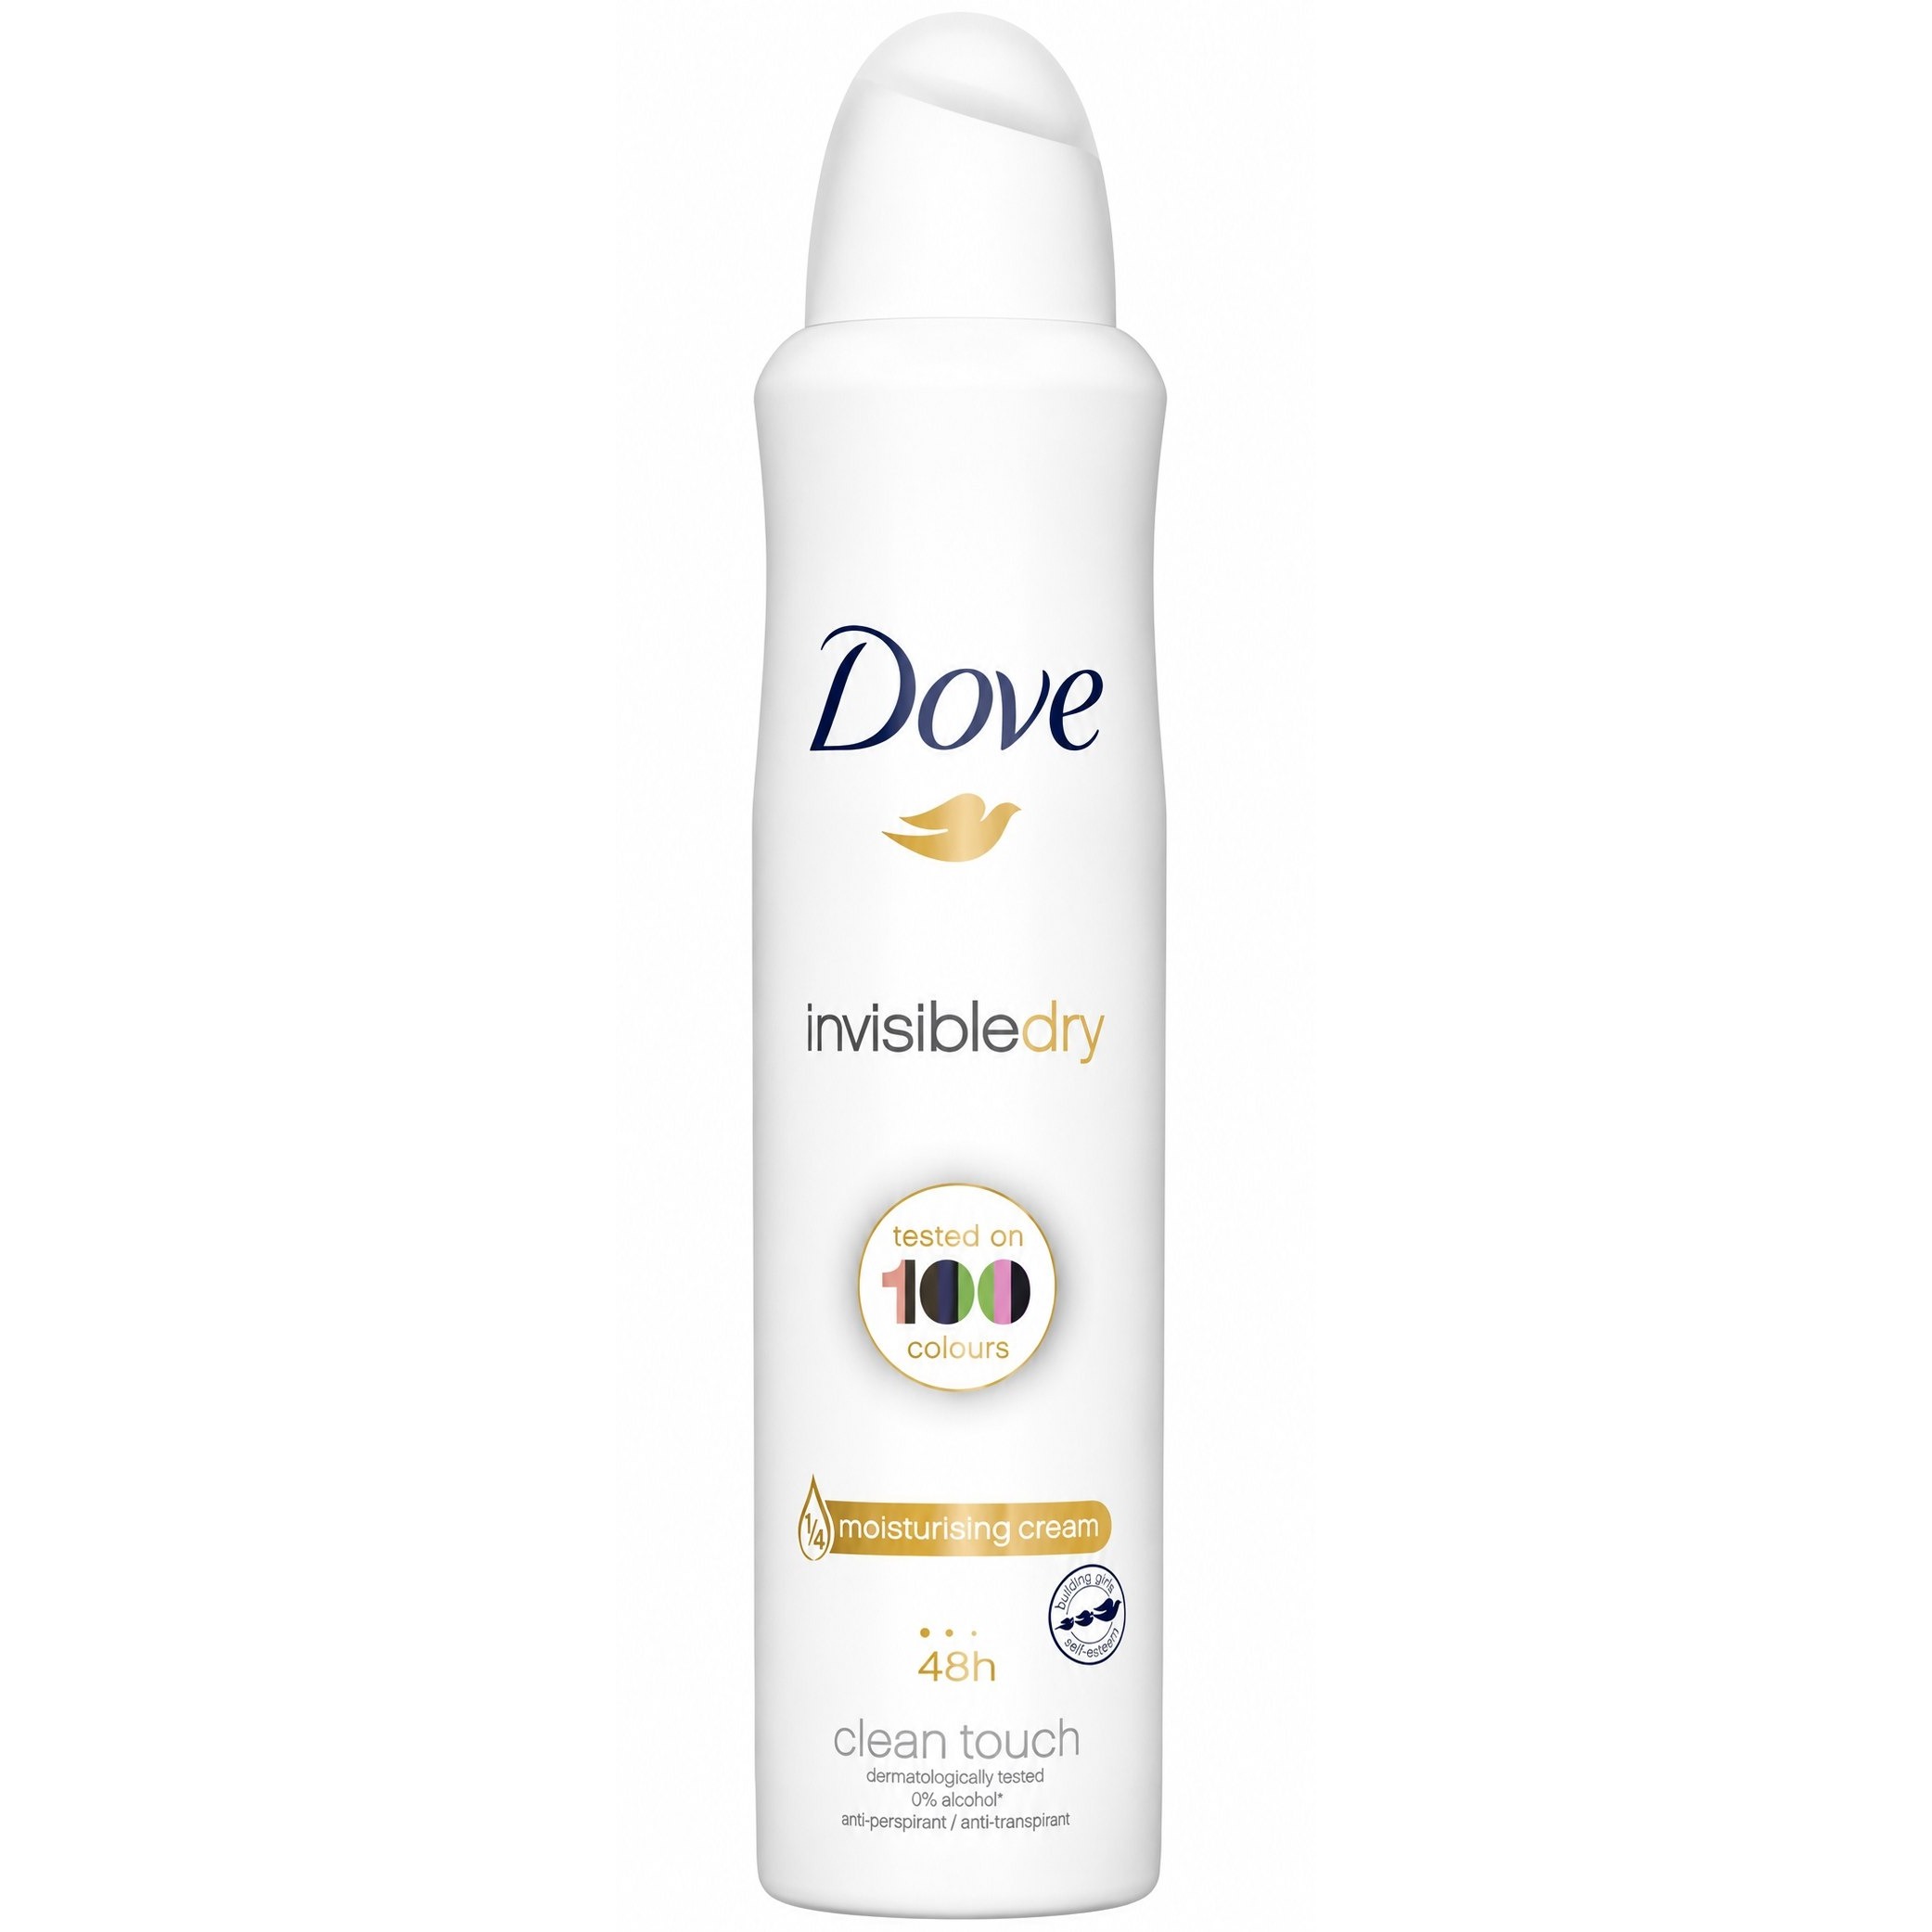 Dove
invisibledry
tested on
100
colours
1/4 moisturising cream
building girls
self-esteem
48h
clean touch
dermatologically tested
0% alcohol*
anti-perspirant / anti-transpirant